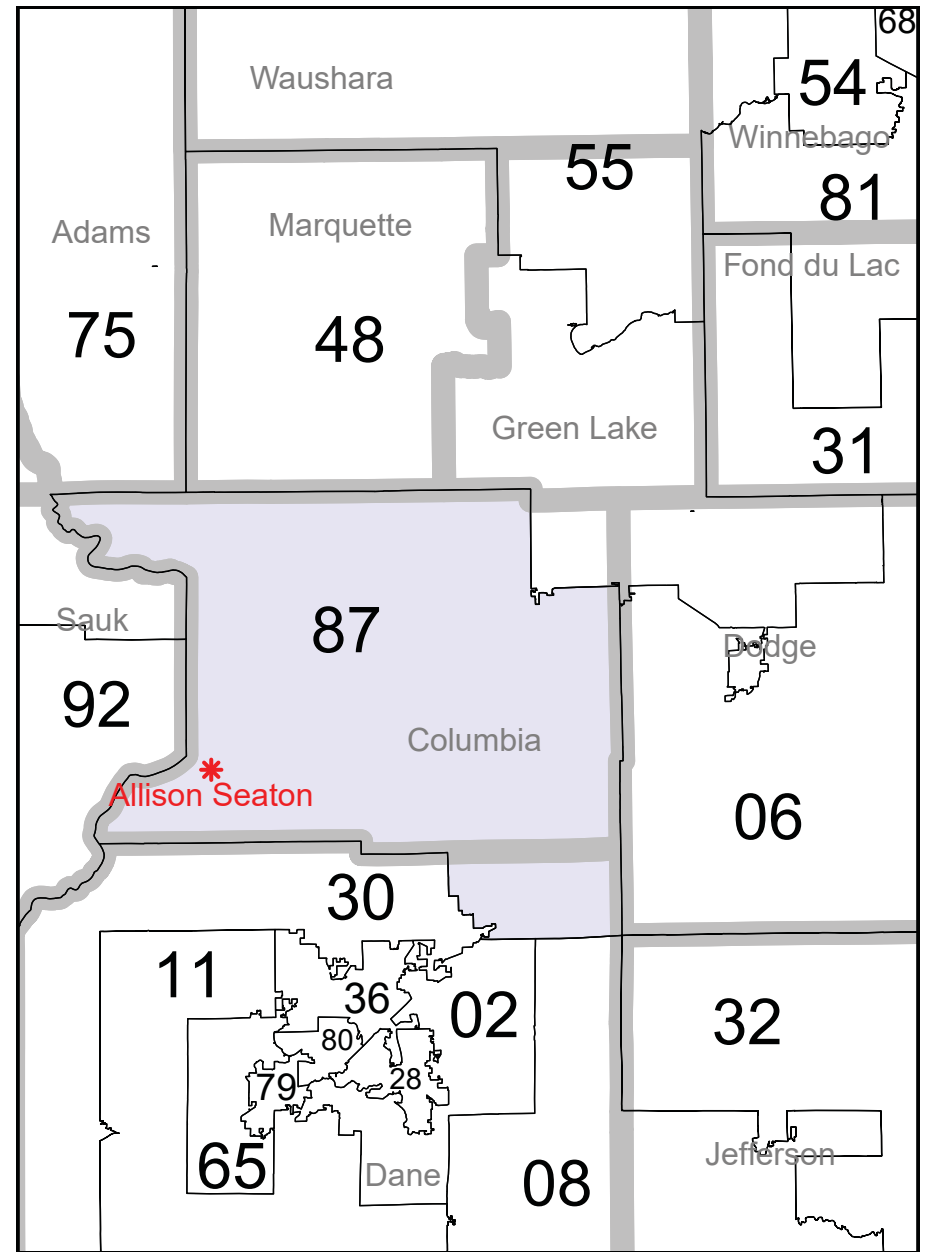 68
54
Waushara
Winnebago
55
81
Marquette
Adams
Fond du Lac
75
48
Green Lake
31
Sauk
87
Dodge
92
Columbia
Allison Seaton
06
30
11
36
02
32
80
79
28
65
Dane
Jefferson
08